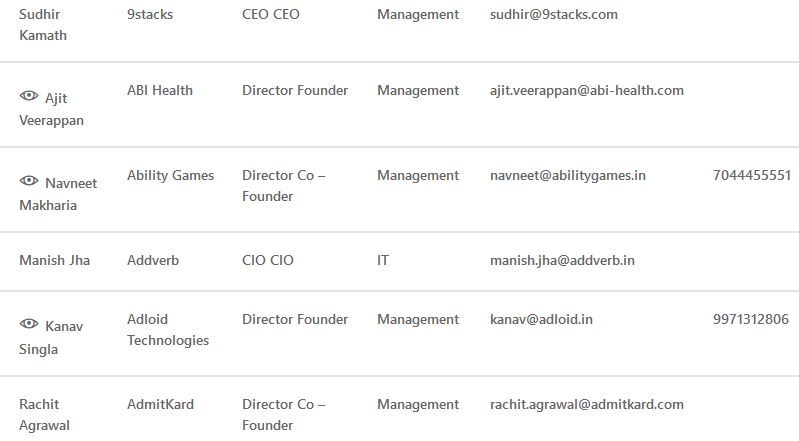 Sudhir 9stacks CEO CEO Management sudhir@9stacks.com
Kamath
Ajit ABI Health Director Founder Management ajit.veerappan@abi-health.com
Veerappan
Navneet Ability Games Director Co – Management navneet@abilitygames.in 7044455551
Makharia Founder
Manish Jha Addverb CIO CIO IT manish.jha@addverb.in
Kanav Adloid Director Founder Management kanav@adloid.in 9971312806
Singla Technologies
Rachit AdmitKard Director Co – Management rachit.agrawal@admitkard.com
Agrawal Founder